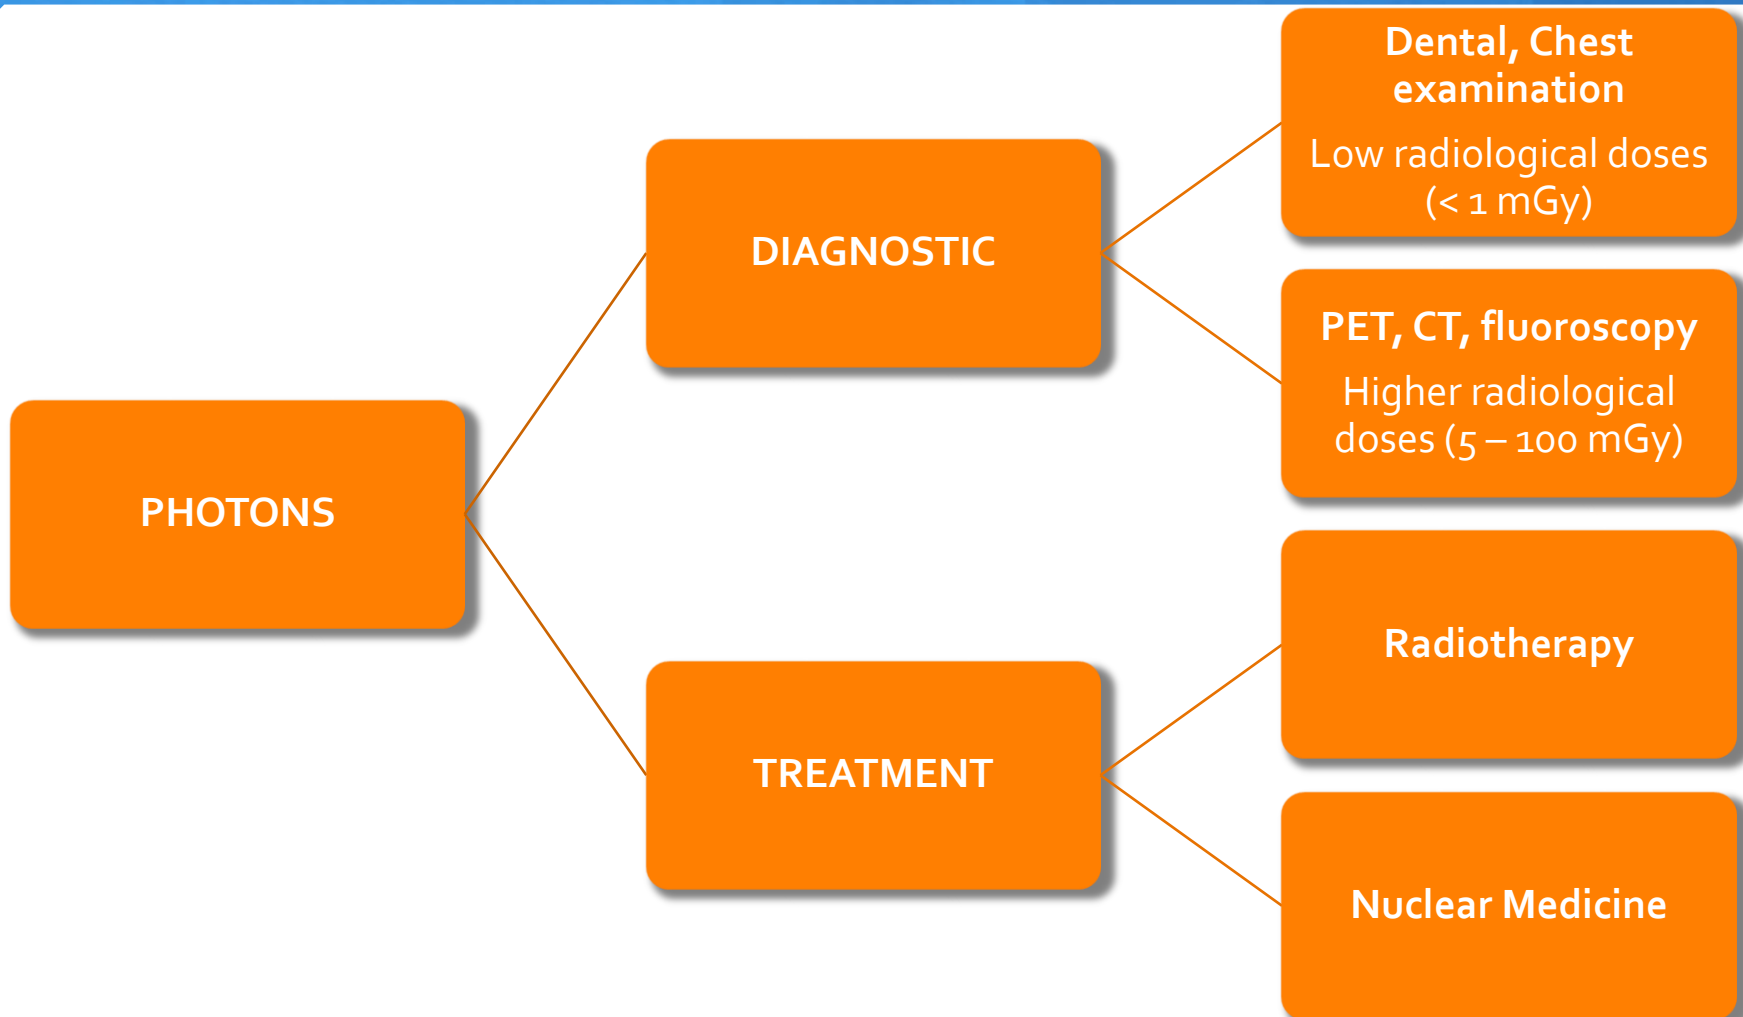 PHOTONS
DIAGNOSTIC
Dental, Chest
examination
Low radiological doses
(< 1 mGy)
PET, CT, fluoroscopy
Higher radiological
doses (5 – 100 mGy)
TREATMENT
Radiotherapy
Nuclear Medicine